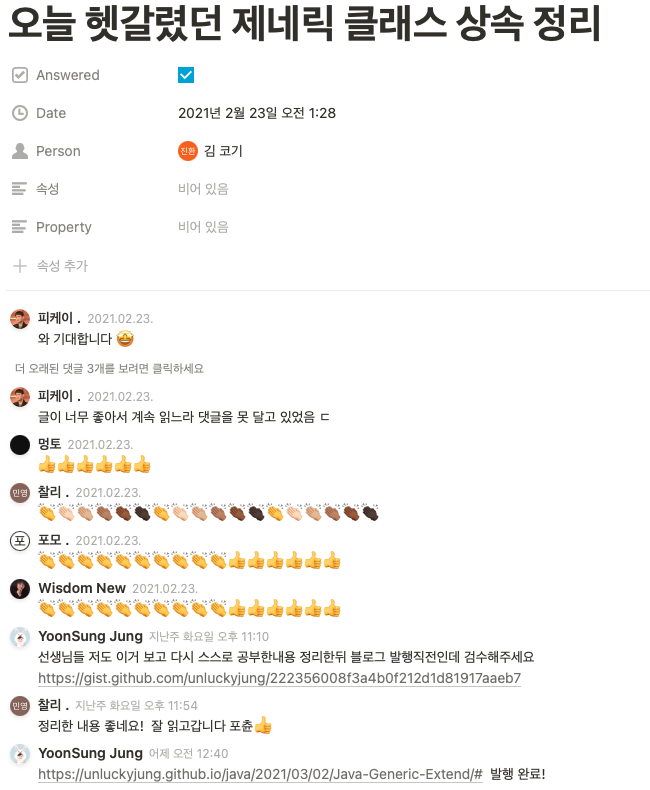 오늘 헷갈렸던 제네릭 클래스 상속 정리
Answered
Date 2021년 2월 23일 오전 1:28
Person 진환 김 코기
속성 비어 있음
Property 비어 있음
속성 추가
피케이 . 2021.02.23.
와 기대합니다 🤩
더 오래된 댓글 3개를 보려면 클릭하세요
피케이 . 2021.02.23.
글이 너무 좋아서 계속 읽느라 댓글을 못 달고 있었음 ㄷ
멍토 2021.02.23.
👍👍👍👍👍👍
민영 찰리 . 2021.02.23.
👏👏🏻👏🏼👏🏽👏🏾👏🏿👏👏🏻👏🏼👏🏽👏🏾👏🏿👏👏🏻👏🏼👏🏽👏🏾👏🏿
포 포모 . 2021.02.23.
👏👏👏👏👏👏👏👏👏👏👍👍👍👍👍👍
Wisdom New 2021.02.23.
👏👏👏👏👏👏👏👏👏👏👍👍👍👍👍👍
YoonSung Jung 지난주 화요일 오후 11:10
선생님들 저도 이거 보고 다시 스스로 공부한내용 정리한뒤 블로그 발행직전인데 검수해주세요
https://gist.github.com/unluckyjung/222356008f3a4b0f212d1d81917aaeb7
민영 찰리 . 지난주 화요일 오후 11:54
정리한 내용 좋네요! 잘 읽고갑니다 포츈👍
YoonSung Jung 어제 오전 12:40
https://unluckyjung.github.io/java/2021/03/02/Java-Generic-Extend/# 발행 완료!